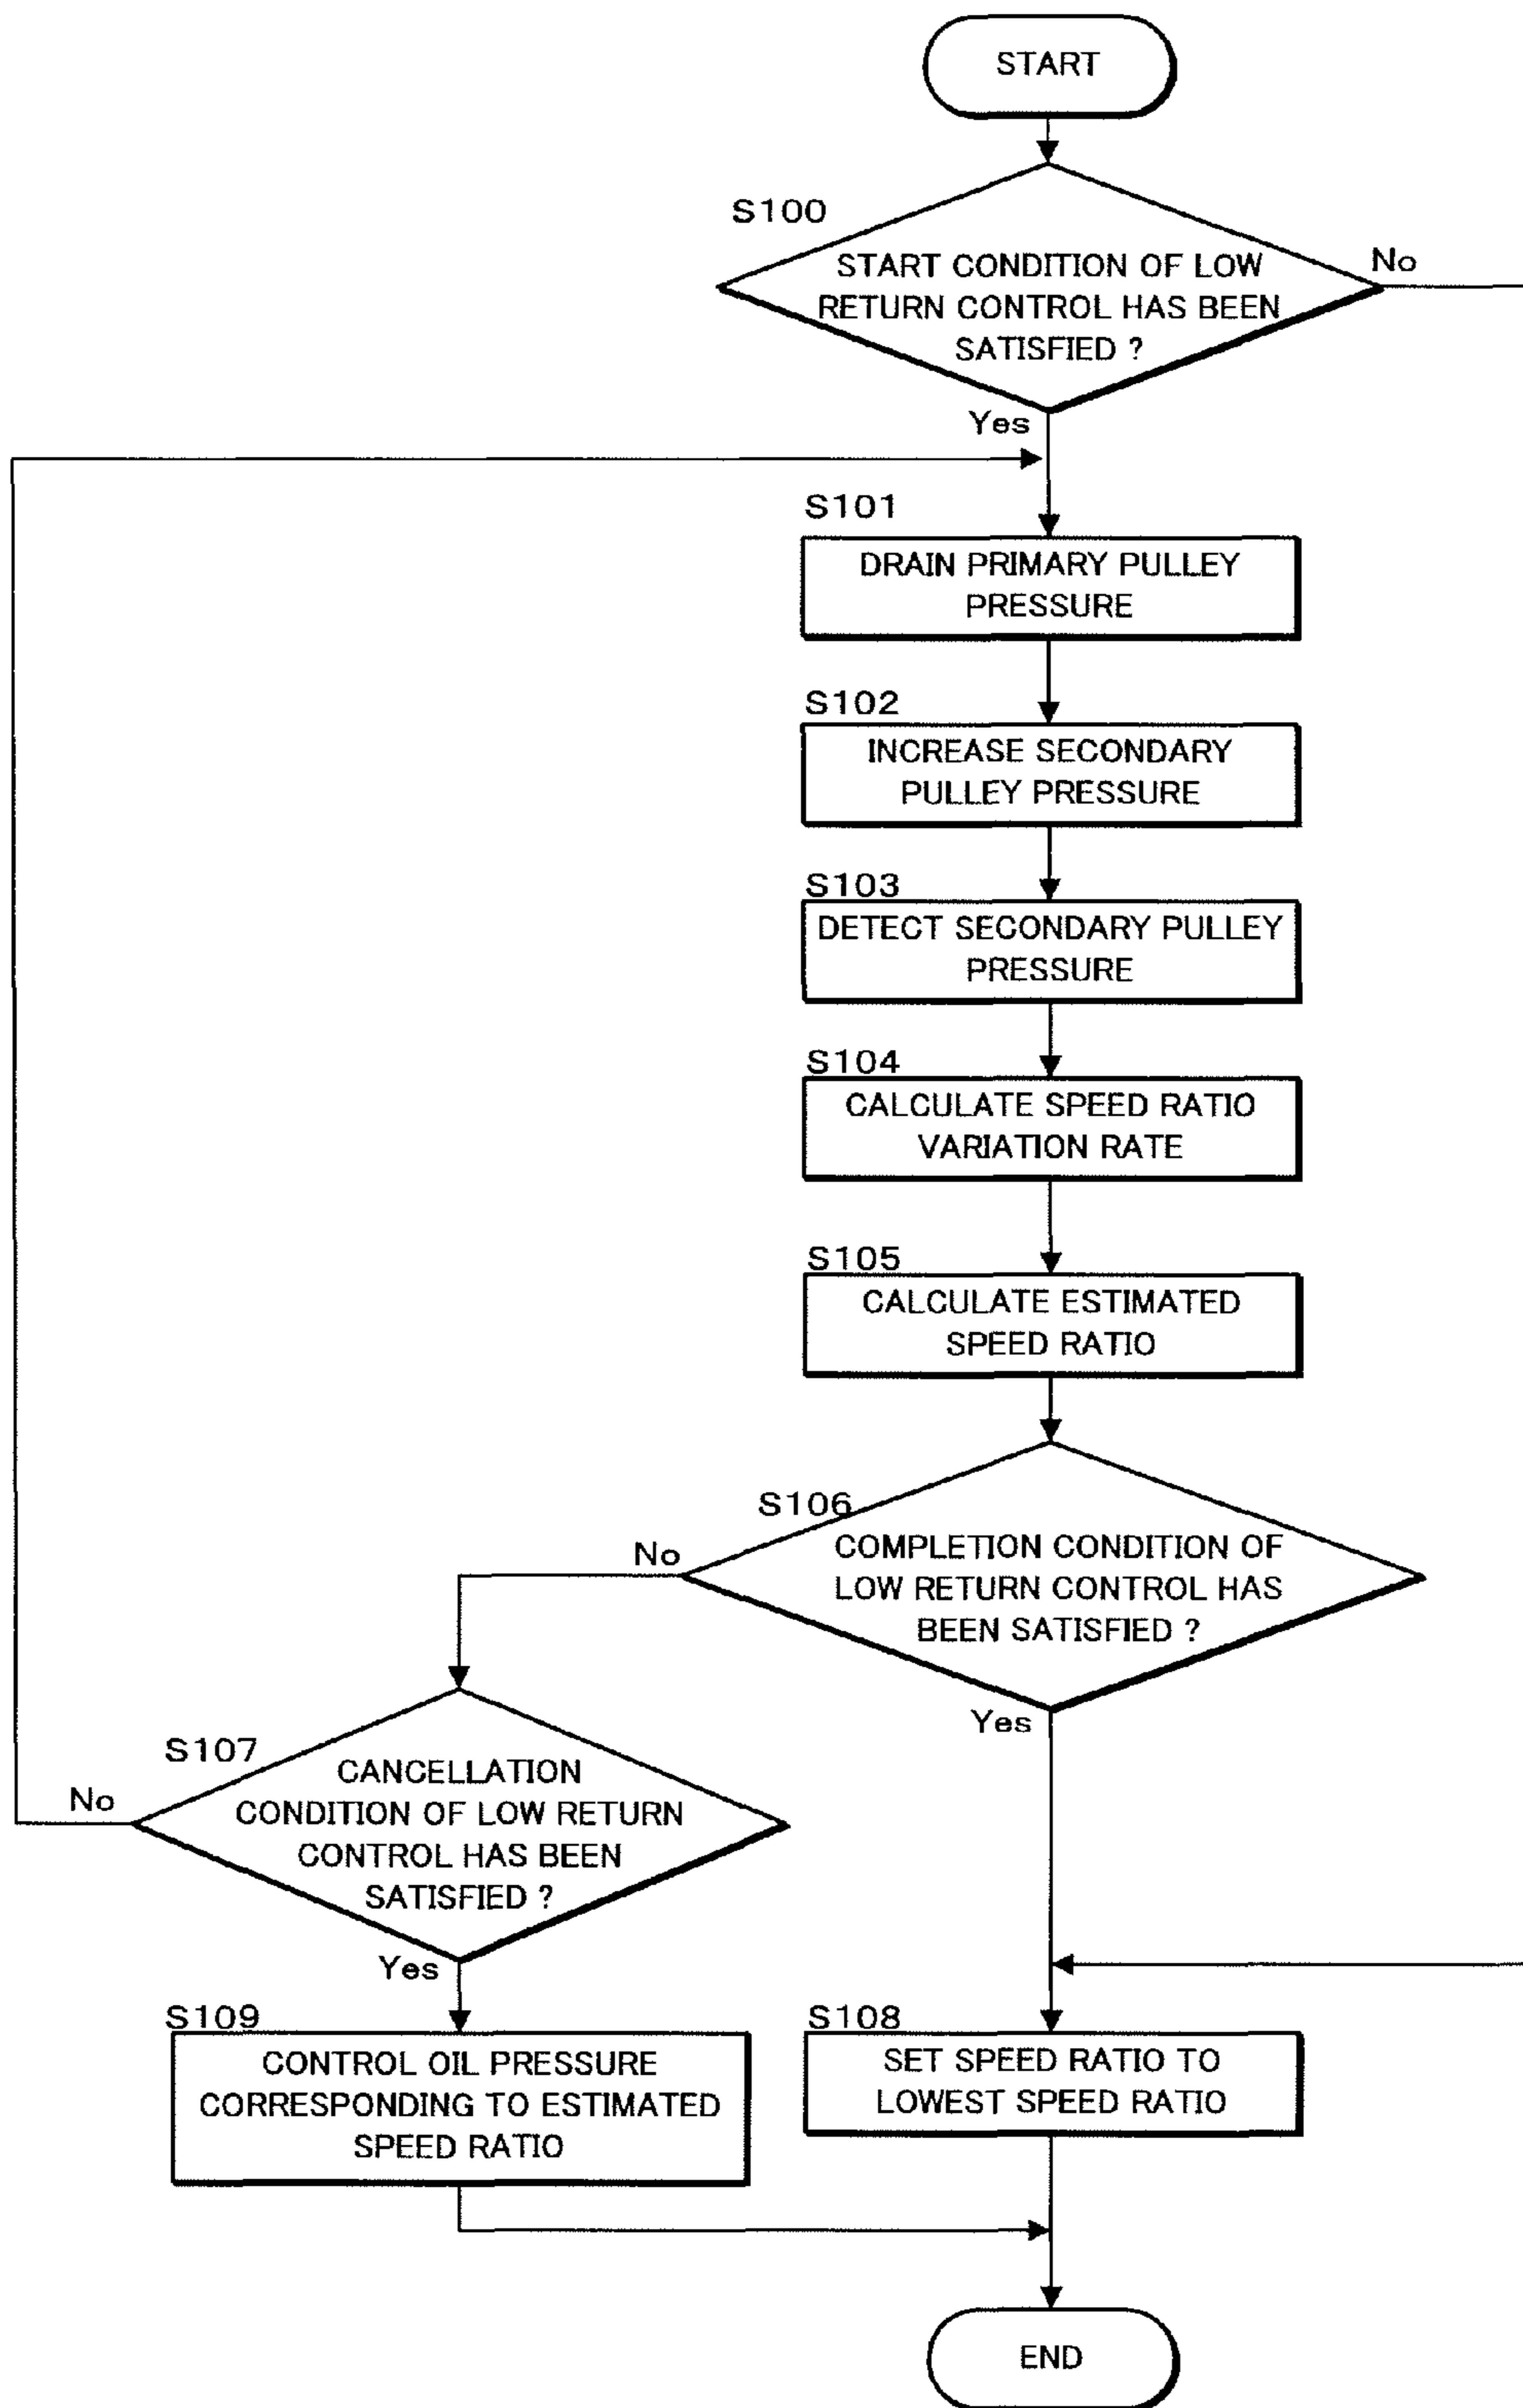 START
S100
START CONDITION OF LOW
RETURN CONTROL HAS BEEN
SATISFIED ?
No
Yes
S101
DRAIN PRIMARY PULLEY
PRESSURE
S102
INCREASE SECONDARY
PULLEY PRESSURE
S103
DETECT SECONDARY PULLEY
PRESSURE
S104
CALCULATE SPEED RATIO
VARIATION RATE
S105
CALCULATE ESTIMATED
SPEED RATIO
S106
COMPLETION CONDITION OF
LOW RETURN CONTROL HAS
BEEN SATISFIED ?
No
Yes
S107
CANCELLATION
CONDITION OF LOW RETURN
CONTROL HAS BEEN
SATISFIED ?
No
Yes
S109
CONTROL OIL PRESSURE
CORRESPONDING TO ESTIMATED
SPEED RATIO
S108
SET SPEED RATIO TO
LOWEST SPEED RATIO
END